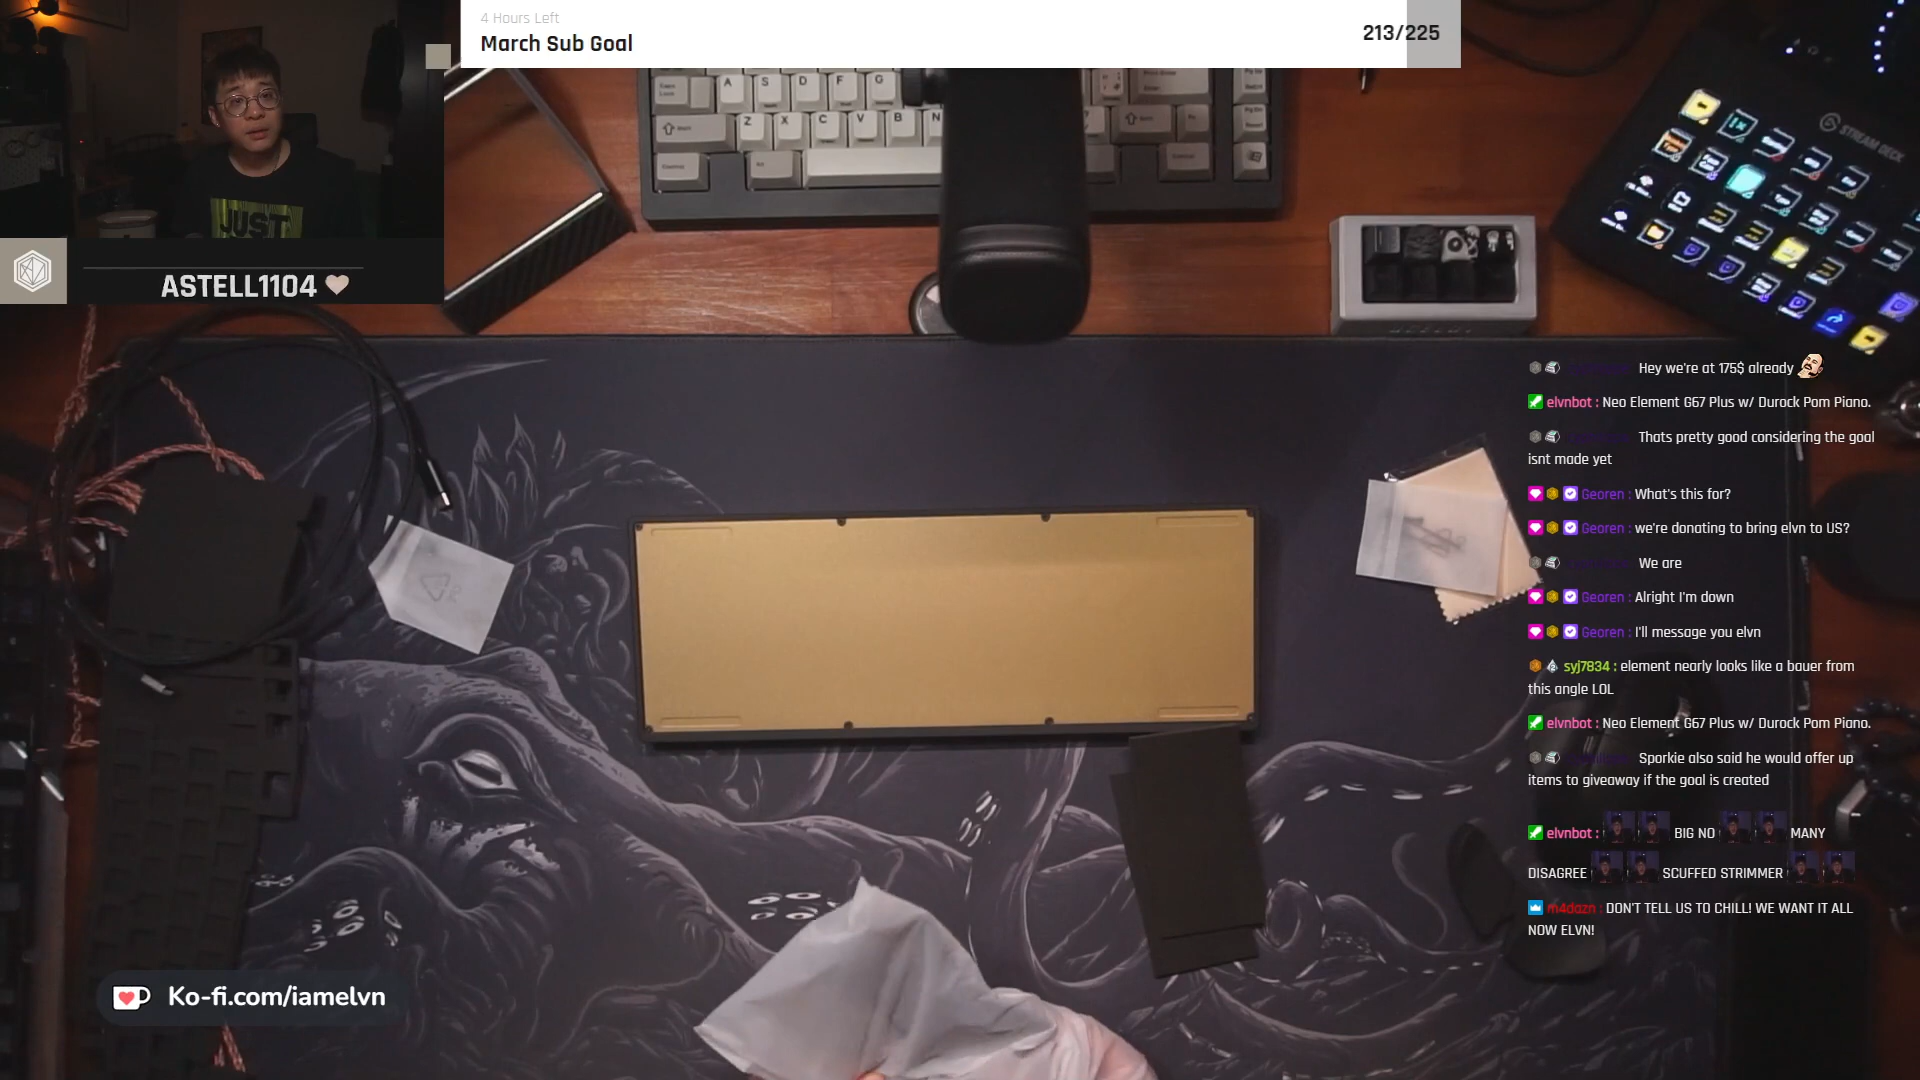 4 Hours Left
March Sub Goal
213/225
JUST
ASTELL1104
A S D F G
Z X C V B N
STREAM DECK
Hey we're at 175$ already
elvnbot : Neo Element G67 Plus w/ Durock Pom Piano.
Thats pretty good considering the goal
isnt made yet
Georen : What's this for?
Georen : we're donating to bring elvn to US?
We are
Georen : Alright I'm down
Georen : I'll message you elvn
syj7834 : element nearly looks like a bauer from
this angle LOL
elvnbot : Neo Element G67 Plus w/ Durock Pom Piano.
Sporkie also said he would offer up
items to giveaway if the goal is created
elvnbot : BIG NO MANY
DISAGREE SCUFFED STRIMMER
m4dazn : DON'T TELL US TO CHILL! WE WANT IT ALL
NOW ELVN!
Ko-fi.com/iamelvn